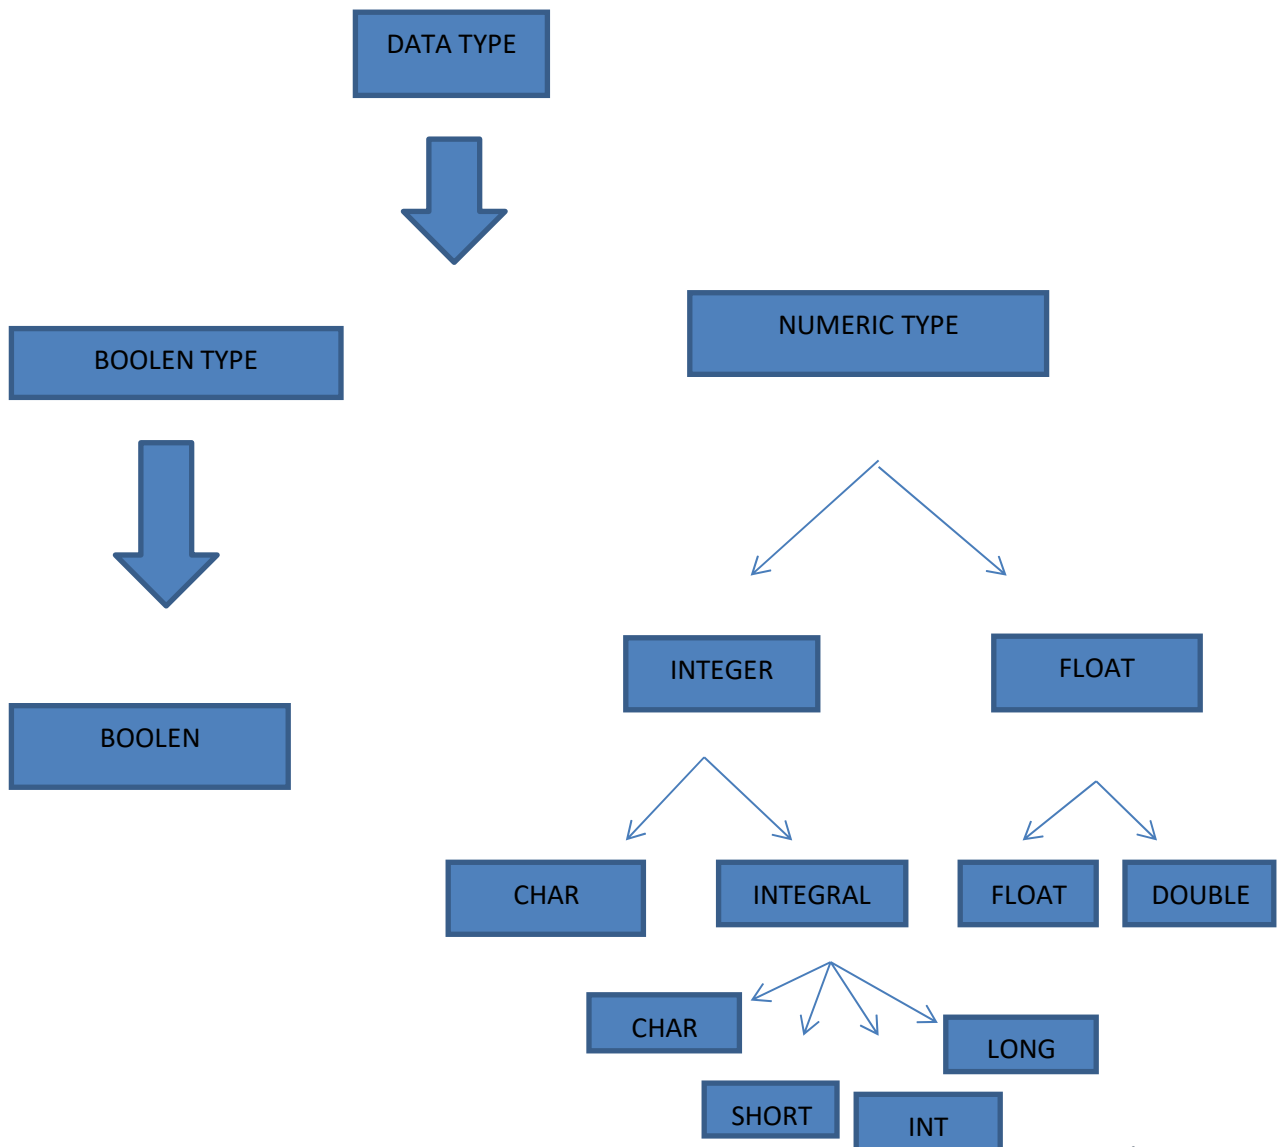 DATA TYPE
NUMERIC TYPE
BOOLEN TYPE
INTEGER
FLOAT
BOOLEN
CHAR
INTEGRAL
FLOAT
DOUBLE
CHAR
LONG
SHORT
INT